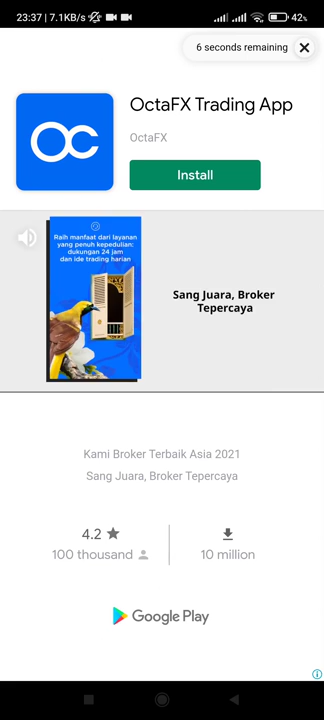 23:37 | 7.1KB/s
42%
6 seconds remaining
OctaFX Trading App
OctaFX
Install
Raih manfaat dari layanan
yang penuh kepedulian:
dukungan 24 jam
dan ide trading harian
Sang Juara, Broker
Tepercaya
Kami Broker Terbaik Asia 2021
Sang Juara, Broker Tepercaya
4.2
100 thousand
10 million
Google Play